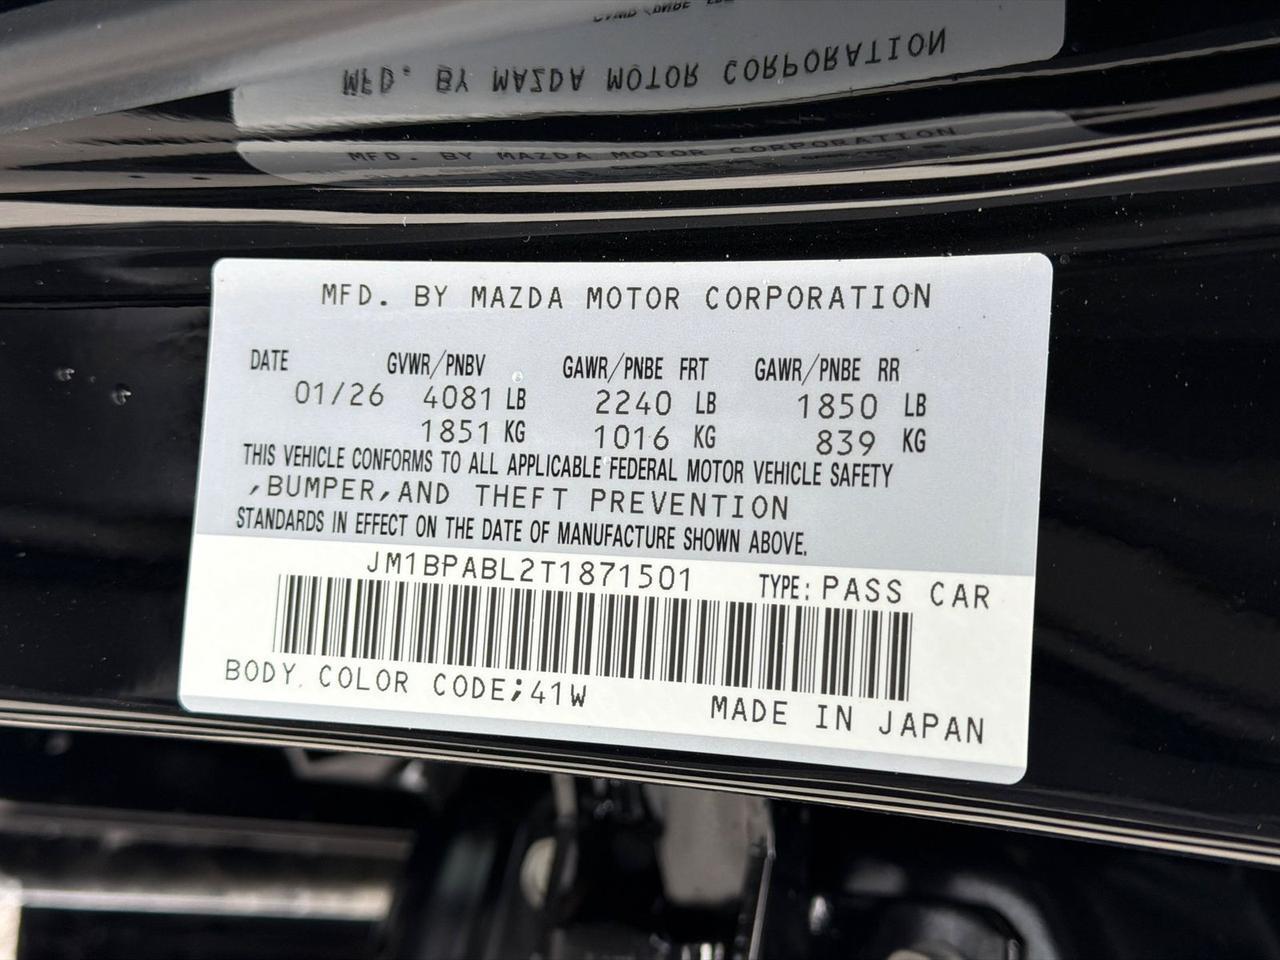 MFD. BY MAZDA MOTOR CORPORATION
MFD. BY MAZDA MOTOR CORPORATION
MFD. BY MAZDA MOTOR CORPORATION
DATE GVWR/PNBV GAWR/PNBE FRT GAWR/PNBE RR
01/26 4081 LB 2240 LB 1850 LB
1851 KG 1016 KG 839 KG
THIS VEHICLE CONFORMS TO ALL APPLICABLE FEDERAL MOTOR VEHICLE SAFETY
,BUMPER,AND THEFT PREVENTION
STANDARDS IN EFFECT ON THE DATE OF MANUFACTURE SHOWN ABOVE.
JM1BPABL2T1871501 TYPE: PASS CAR
BODY COLOR CODE;41W
MADE IN JAPAN